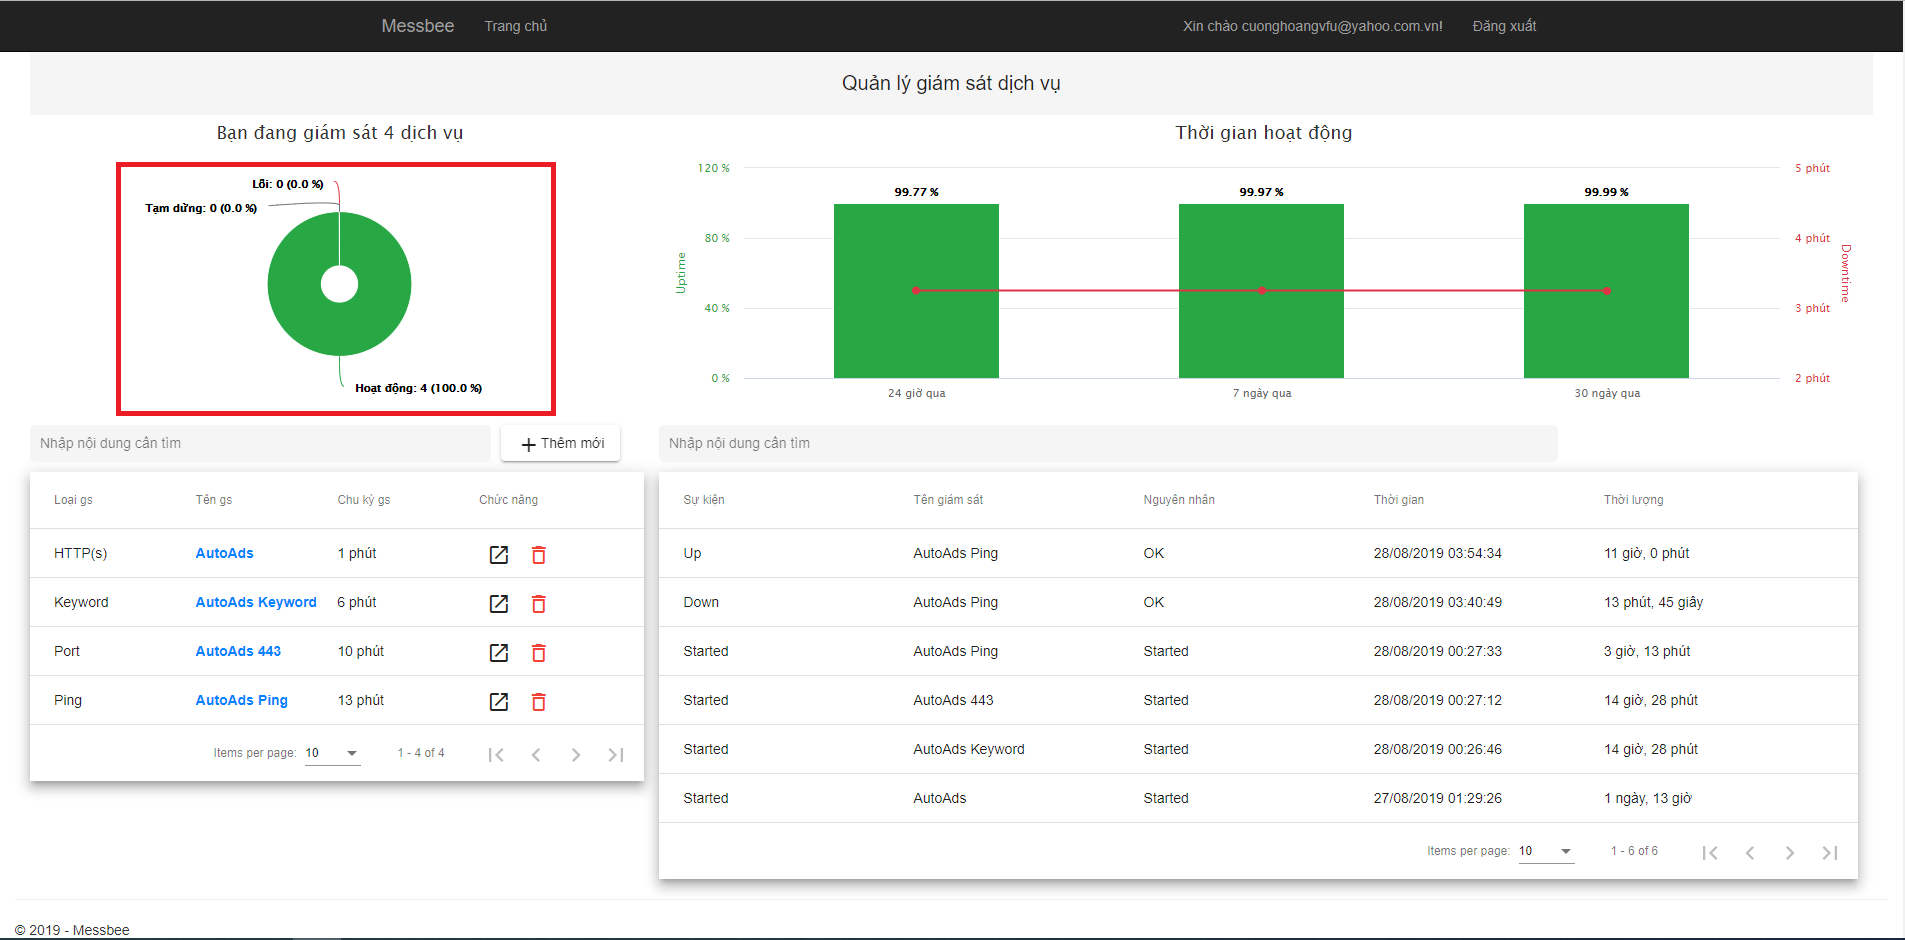 Messbee Trang chủ Xin chào cuonghoangvfu@yahoo.com.vn! Đăng xuất
Quản lý giám sát dịch vụ
Bạn đang giám sát 4 dịch vụ
Lỗi: 0 (0.0 %)
Tạm dừng: 0 (0.0 %)
Hoạt động: 4 (100.0 %)
Thời gian hoạt động
120 %
80 %
40 %
0 %
Uptime
99.77 %
99.97 %
99.99 %
5 phút
4 phút
3 phút
2 phút
Downtime
24 giờ qua
7 ngày qua
30 ngày qua
Nhập nội dung cần tìm
Thêm mới
Loại gs Tên gs Chu kỳ gs Chức năng
HTTP(s) AutoAds 1 phút
Keyword AutoAds Keyword 6 phút
Port AutoAds 443 10 phút
Ping AutoAds Ping 13 phút
Items per page: 10 1 - 4 of 4
Nhập nội dung cần tìm
Sự kiện Tên giám sát Nguyên nhân Thời gian Thời lượng
Up AutoAds Ping OK 28/08/2019 03:54:34 11 giờ, 0 phút
Down AutoAds Ping OK 28/08/2019 03:40:49 13 phút, 45 giây
Started AutoAds Ping Started 28/08/2019 00:27:33 3 giờ, 13 phút
Started AutoAds 443 Started 28/08/2019 00:27:12 14 giờ, 28 phút
Started AutoAds Keyword Started 28/08/2019 00:26:46 14 giờ, 28 phút
Started AutoAds Started 27/08/2019 01:29:26 1 ngày, 13 giờ
Items per page: 10 1 - 6 of 6
© 2019 - Messbee